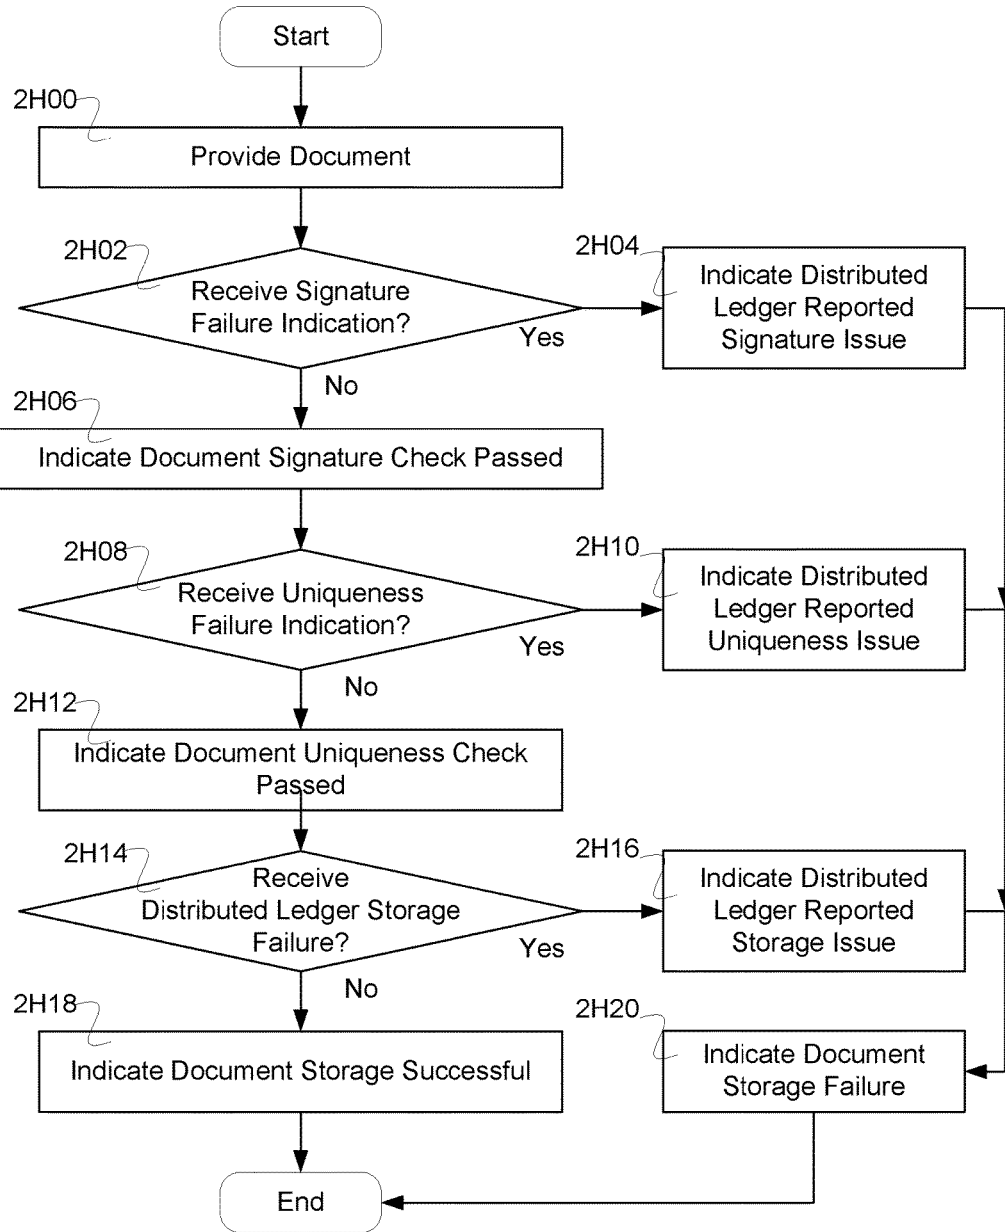 Start
2H00
Provide Document
2H02
Receive Signature
Failure Indication?
Yes
No
2H04
Indicate Distributed
Ledger Reported
Signature Issue
2H06
Indicate Document Signature Check Passed
2H08
Receive Uniqueness
Failure Indication?
Yes
No
2H10
Indicate Distributed
Ledger Reported
Uniqueness Issue
2H12
Indicate Document Uniqueness Check
Passed
2H14
Receive
Distributed Ledger Storage
Failure?
Yes
No
2H16
Indicate Distributed
Ledger Reported
Storage Issue
2H18
Indicate Document Storage Successful
2H20
Indicate Document
Storage Failure
End